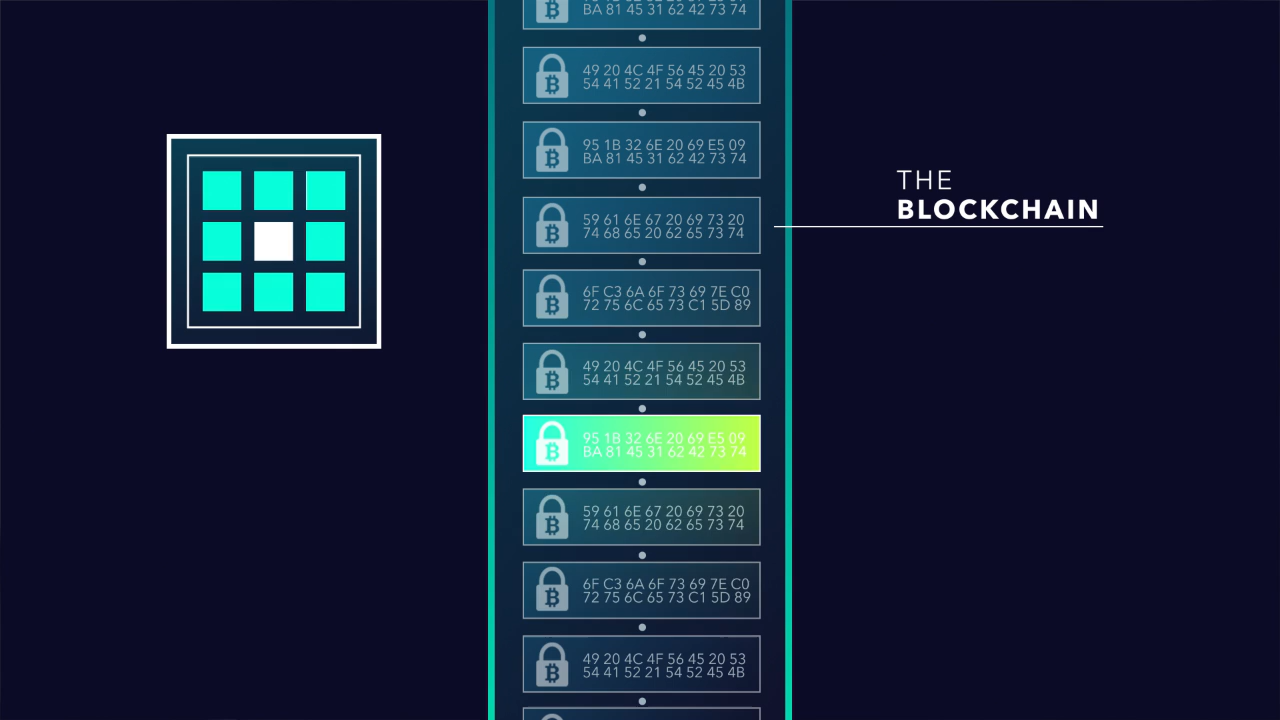 BA 81 45 31 62 42 73 74
49 20 4C 4F 56 45 20 53
54 41 52 21 54 52 45 4B
95 1B 32 6E 20 69 E5 09
BA 81 45 31 62 42 73 74
THE
BLOCKCHAIN
59 61 6E 67 20 69 73 20
74 68 65 20 62 65 73 74
6F C3 6A 6F 73 69 7E C0
72 75 6C 65 73 C1 5D 89
49 20 4C 4F 56 45 20 53
54 41 52 21 54 52 45 4B
95 1B 32 6E 20 69 E5 09
BA 81 45 31 62 42 73 74
59 61 6E 67 20 69 73 20
74 68 65 20 62 65 73 74
6F C3 6A 6F 73 69 7E C0
72 75 6C 65 73 C1 5D 89
49 20 4C 4F 56 45 20 53
54 41 52 21 54 52 45 4B